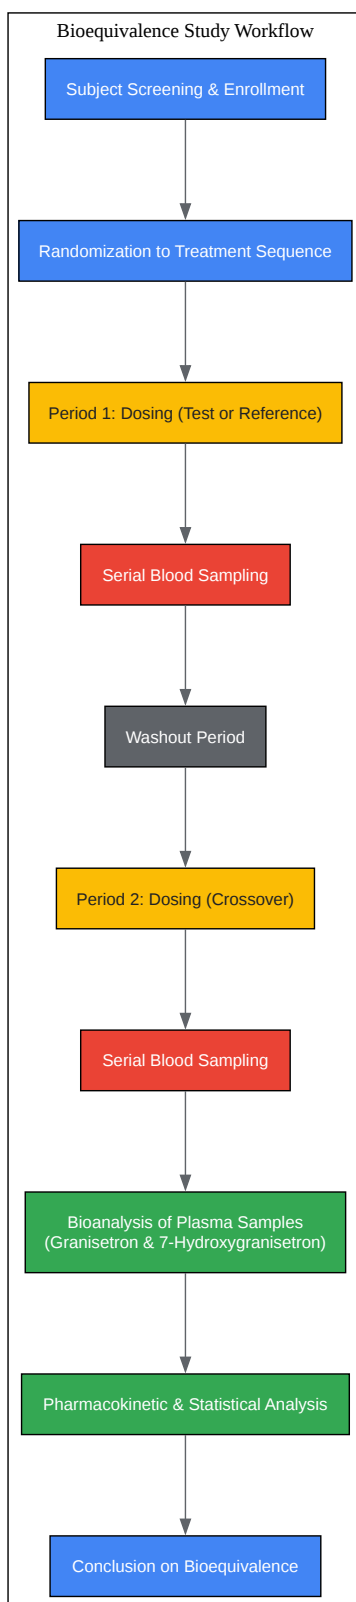 Bioequivalence Study Workflow
Subject Screening & Enrollment
Randomization to Treatment Sequence
Period 1: Dosing (Test or Reference)
Serial Blood Sampling
Washout Period
Period 2: Dosing (Crossover)
Serial Blood Sampling
Bioanalysis of Plasma Samples
(Granisetron & 7-Hydroxygranisetron)
Pharmacokinetic & Statistical Analysis
Conclusion on Bioequivalence